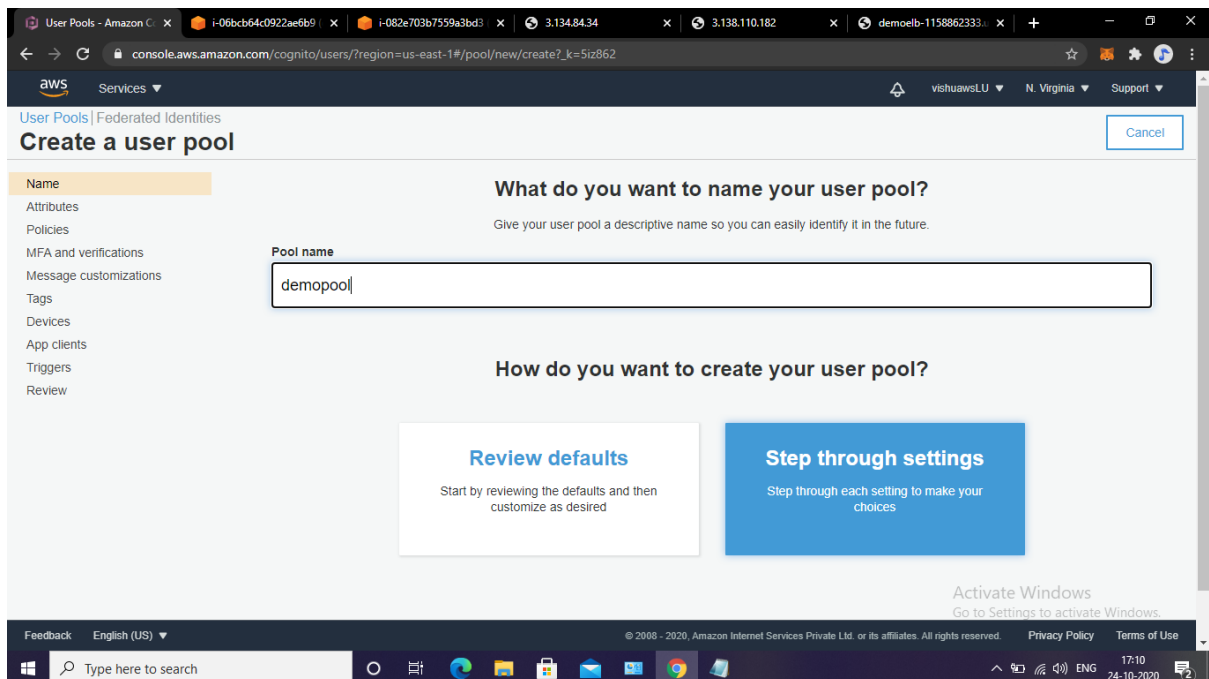 User Pools - Amazon C
i-06bcb64c0922ae6b9 (
i-082e703b7559a3bd3
3.134.84.34
3.138.110.182
demoelb-1158862333.
console.aws.amazon.com/cognito/users/?region=us-east-1#/pool/new/create?_k=5iz862
aws
Services ▼
vishuawsLU ▼
N. Virginia ▼
Support ▼
User Pools | Federated Identities
Create a user pool
Cancel
Name
Attributes
Policies
MFA and verifications
Message customizations
Tags
Devices
App clients
Triggers
Review
What do you want to name your user pool?
Give your user pool a descriptive name so you can easily identify it in the future.
Pool name
demopool
How do you want to create your user pool?
Review defaults
Start by reviewing the defaults and then
customize as desired
Step through settings
Step through each setting to make your
choices
Activate Windows
Go to Settings to activate Windows.
Feedback
English (US) ▼
© 2008 - 2020, Amazon Internet Services Private Ltd. or its affiliates. All rights reserved.
Privacy Policy
Terms of Use
Type here to search
ENG
17:10
24-10-2020
2